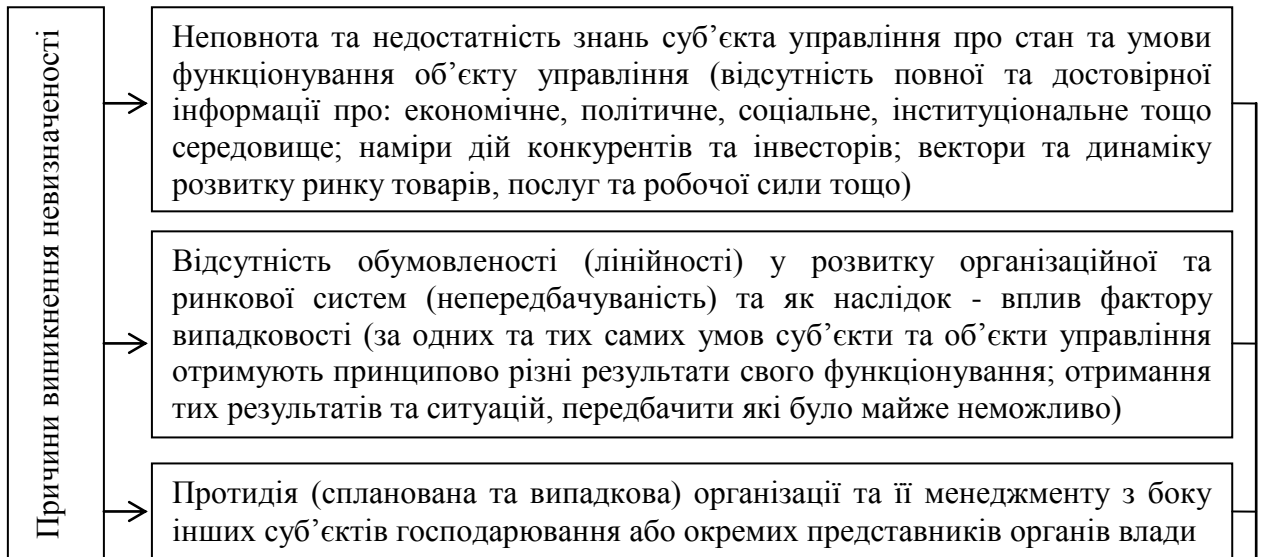 Причини виникнення невизначеності
Неповнота та недостатність знань суб’єкта управління про стан та умови
функціонування об’єкту управління (відсутність повної та достовірної
інформації про: економічне, політичне, соціальне, інституціональне тощо
середовище; наміри дій конкурентів та інвесторів; вектори та динаміку
розвитку ринку товарів, послуг та робочої сили тощо)
Відсутність обумовленості (лінійності) у розвитку організаційної та
ринкової систем (непередбачуваність) та як наслідок - вплив фактору
випадковості (за одних та тих самих умов суб’єкти та об’єкти управління
отримують принципово різні результати свого функціонування; отримання
тих результатів та ситуацій, передбачити які було майже неможливо)
Протидія (спланована та випадкова) організації та її менеджменту з боку
інших суб’єктів господарювання або окремих представників органів влади